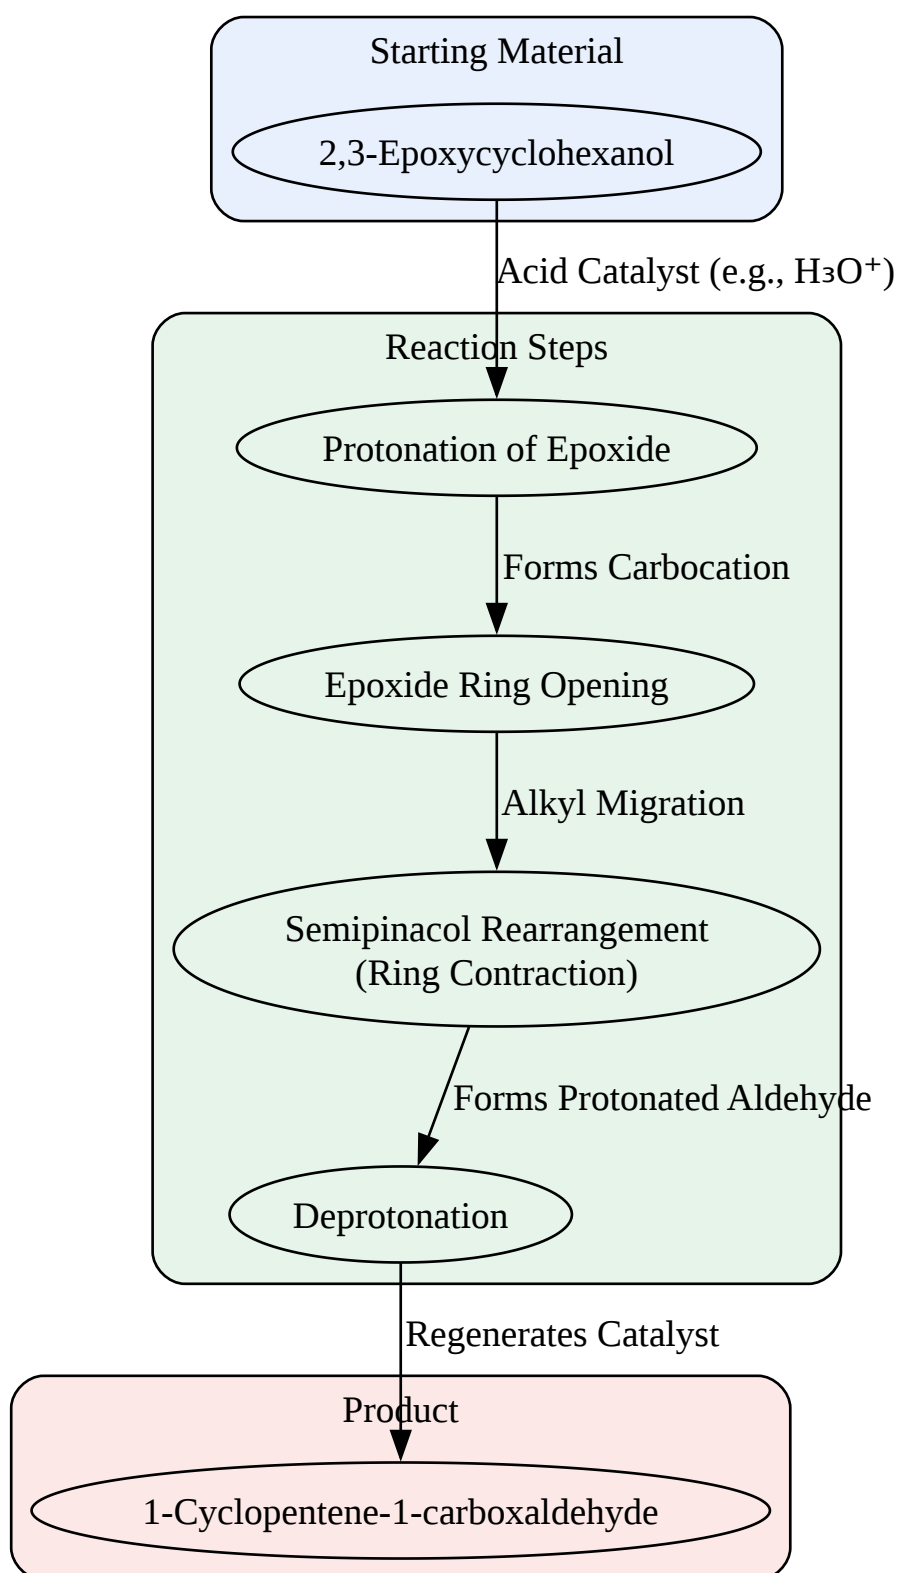 Starting Material
2,3-Epoxycyclohexanol
Acid Catalyst (e.g., H₃O⁺)
Reaction Steps
Protonation of Epoxide
Forms Carbocation
Epoxide Ring Opening
Alkyl Migration
Semipinacol Rearrangement
(Ring Contraction)
Forms Protonated Aldehyde
Deprotonation
Regenerates Catalyst
Product
1-Cyclopentene-1-carboxaldehyde